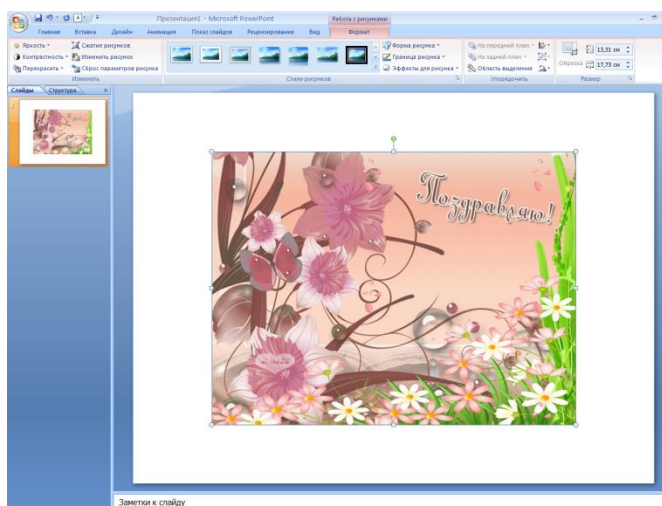 Презентация1 - Microsoft PowerPoint
Работа с рисунками
Главная Вставка Дизайн Анимация Показ слайдов Рецензирование Вид Формат
Яркость Сжатие рисунков Форма рисунка На передний план 13,31 см
Контрастность Изменить рисунок Граница рисунка На задний план Обрезка 17,73 см
Перекрасить Сброс параметров рисунка Эффекты для рисунка Область выделения
Изменить Стили рисунков Упорядочить Размер
Слайды Структура
1
Поздравляю!
Заметки к слайду